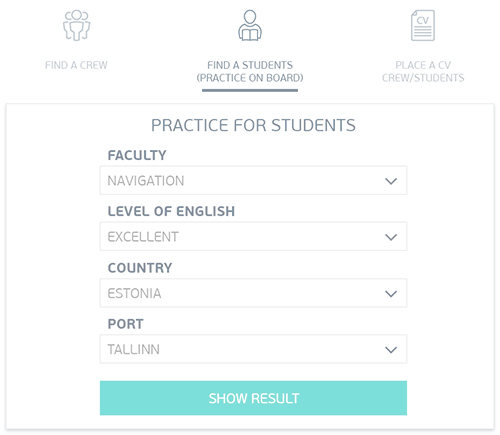 CV
FIND A CREW
FIND A STUDENTS
(PRACTICE ON BOARD)
PLACE A CV
CREW/STUDENTS
PRACTICE FOR STUDENTS
FACULTY
NAVIGATION
LEVEL OF ENGLISH
EXCELLENT
COUNTRY
ESTONIA
PORT
TALLINN
SHOW RESULT